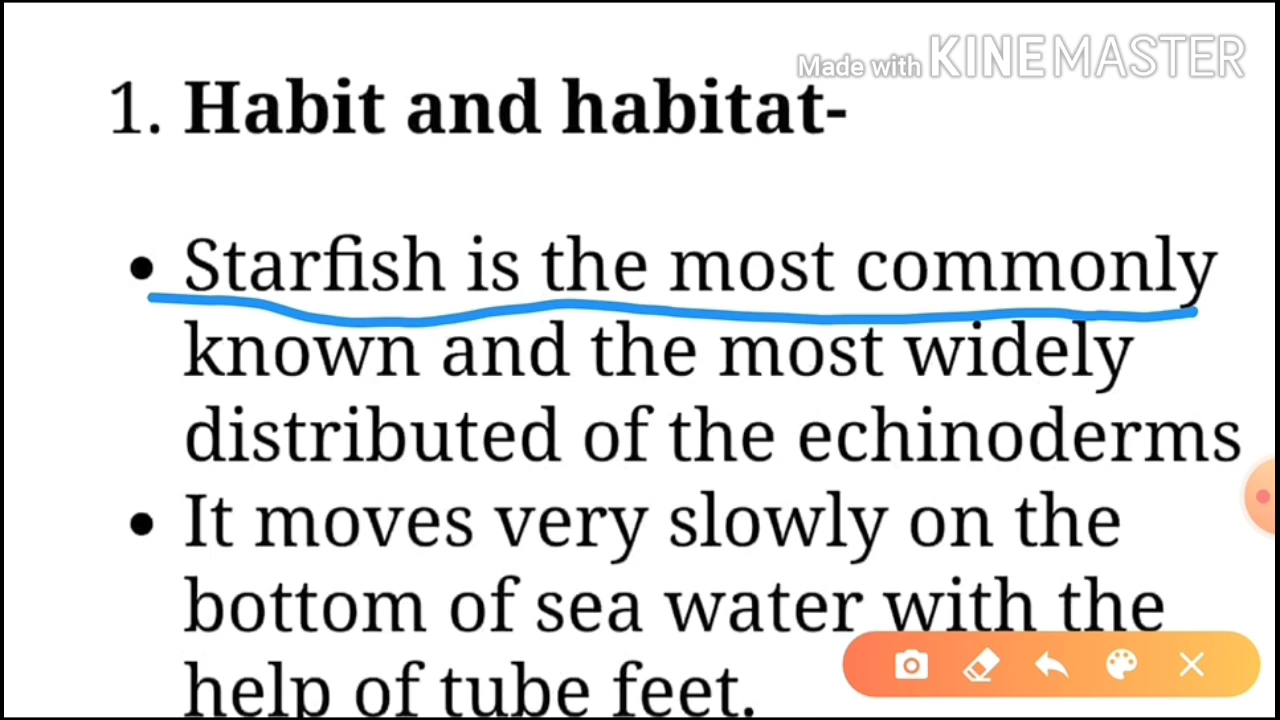 Made with KINEMASTER
1. Habit and habitat-
• Starfish is the most commonly
known and the most widely
distributed of the echinoderms
• It moves very slowly on the
bottom of sea water with the
help of tube feet.